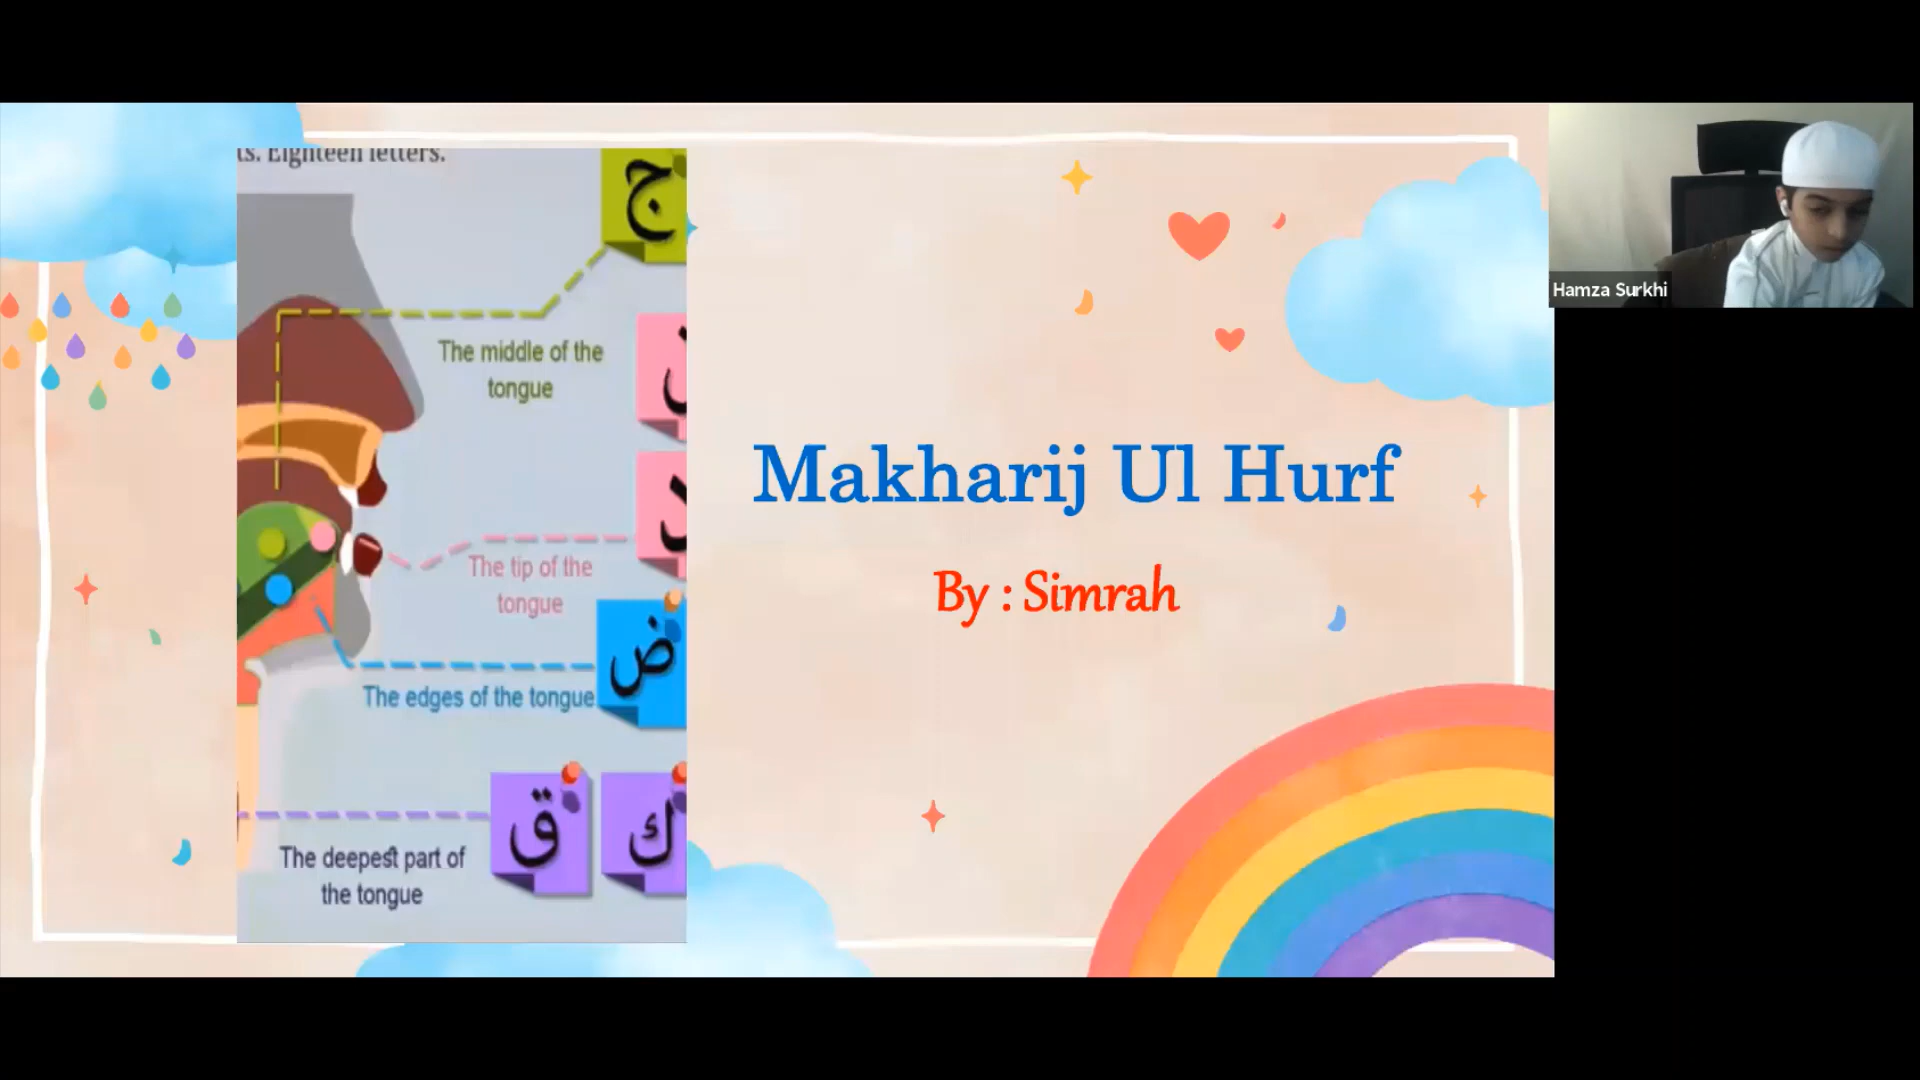 ts. Eighteen letters.
ج
The middle of the
tongue
The tip of the
tongue
ض
The edges of the tongue
ق ك
The deepest part of
the tongue
Makharij Ul Hurf
By : Simrah
Hamza Surkhi